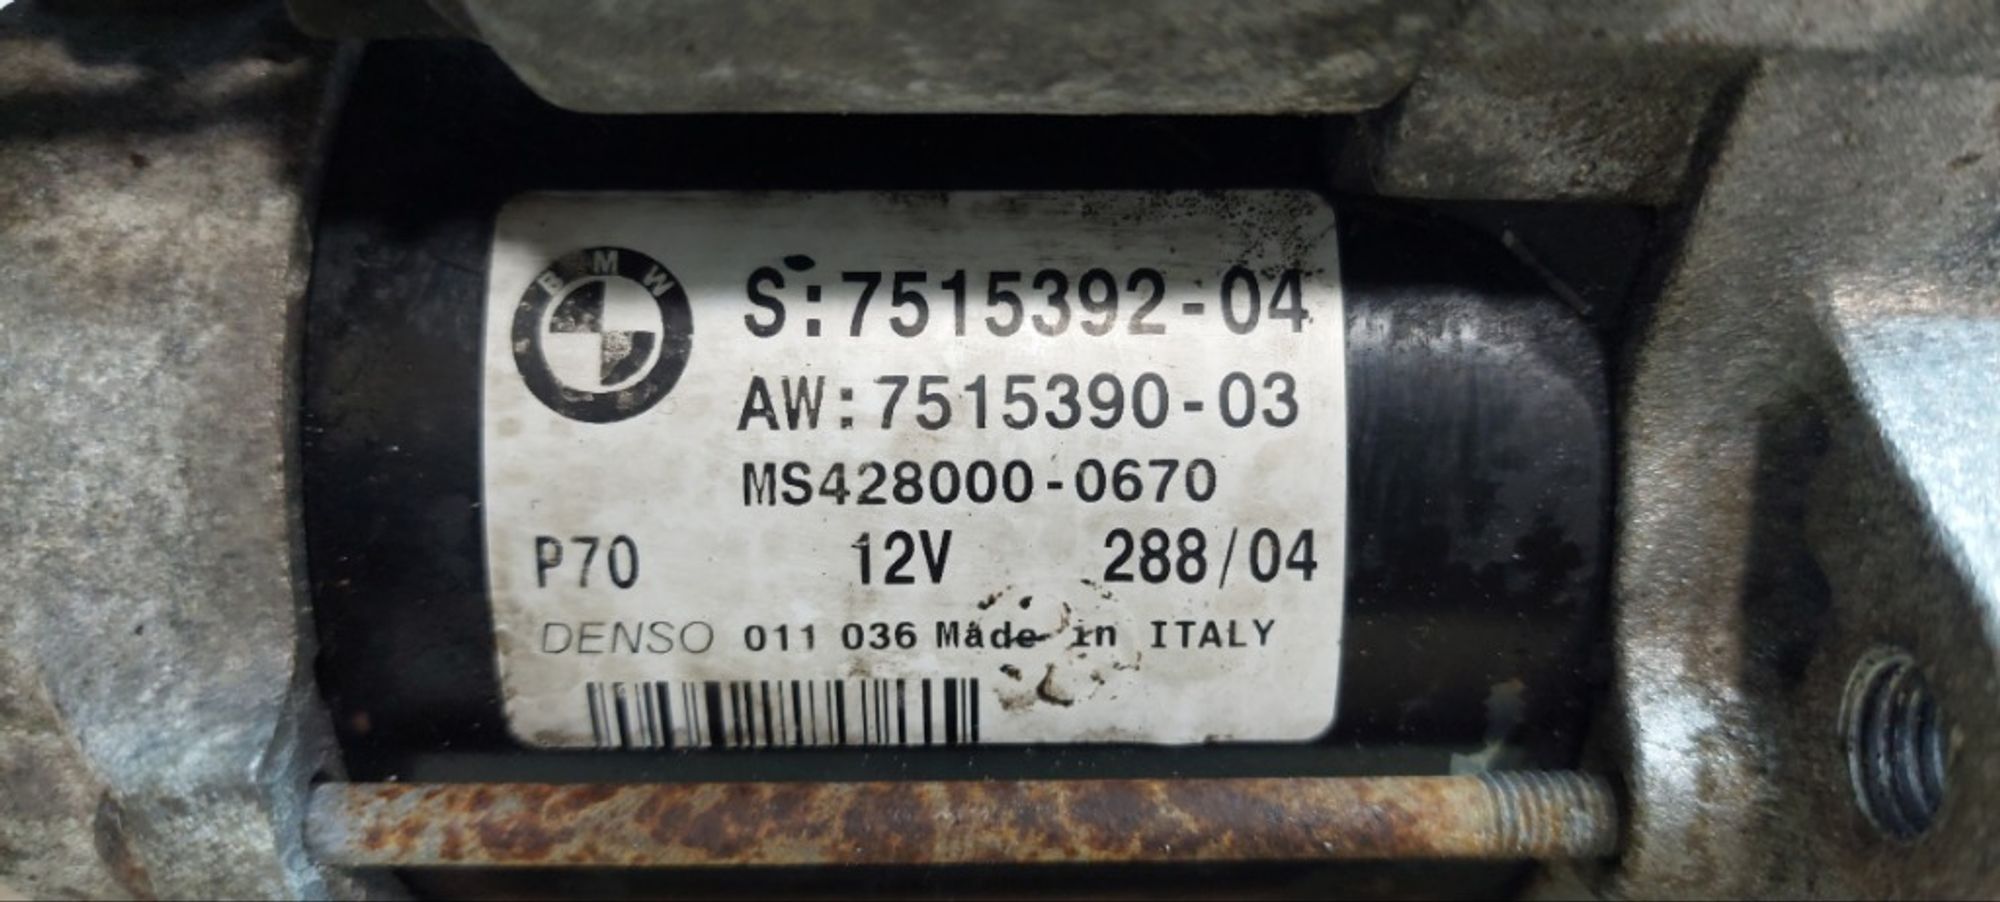 BMW
S:7515392-04
AW:7515390-03
MS428000-0670
P70 12V 288/04
DENSO 011 036 Made in ITALY